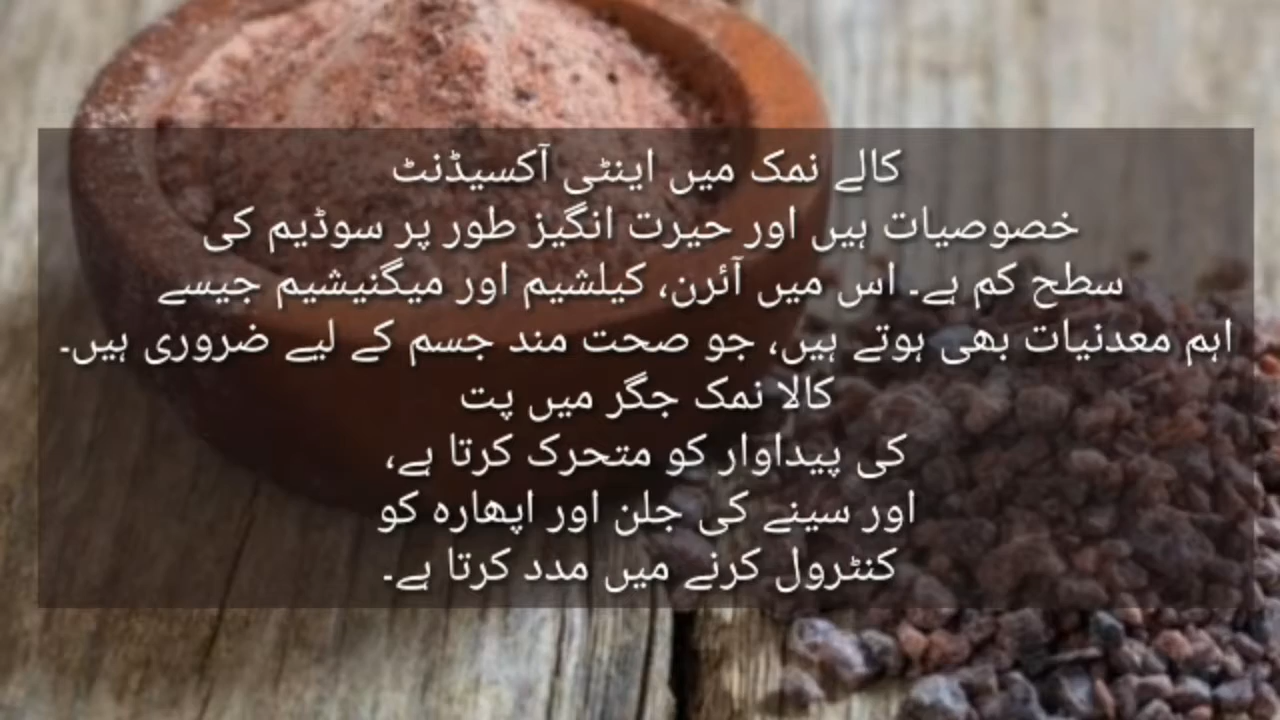 کالے نمک میں اینٹی آکسیڈنٹ
خصوصیات ہیں اور حیرت انگیز طور پر سوڈیم کی
سطح کم ہے۔ اس میں آئرن، کیلشیم اور میگنیشیم جیسے
اہم معدنیات بھی ہوتے ہیں، جو صحت مند جسم کے لیے ضروری ہیں۔
کالا نمک جگر میں پت
کی پیداوار کو متحرک کرتا ہے،
اور سینے کی جلن اور اپھارہ کو
کنٹرول کرنے میں مدد کرتا ہے۔